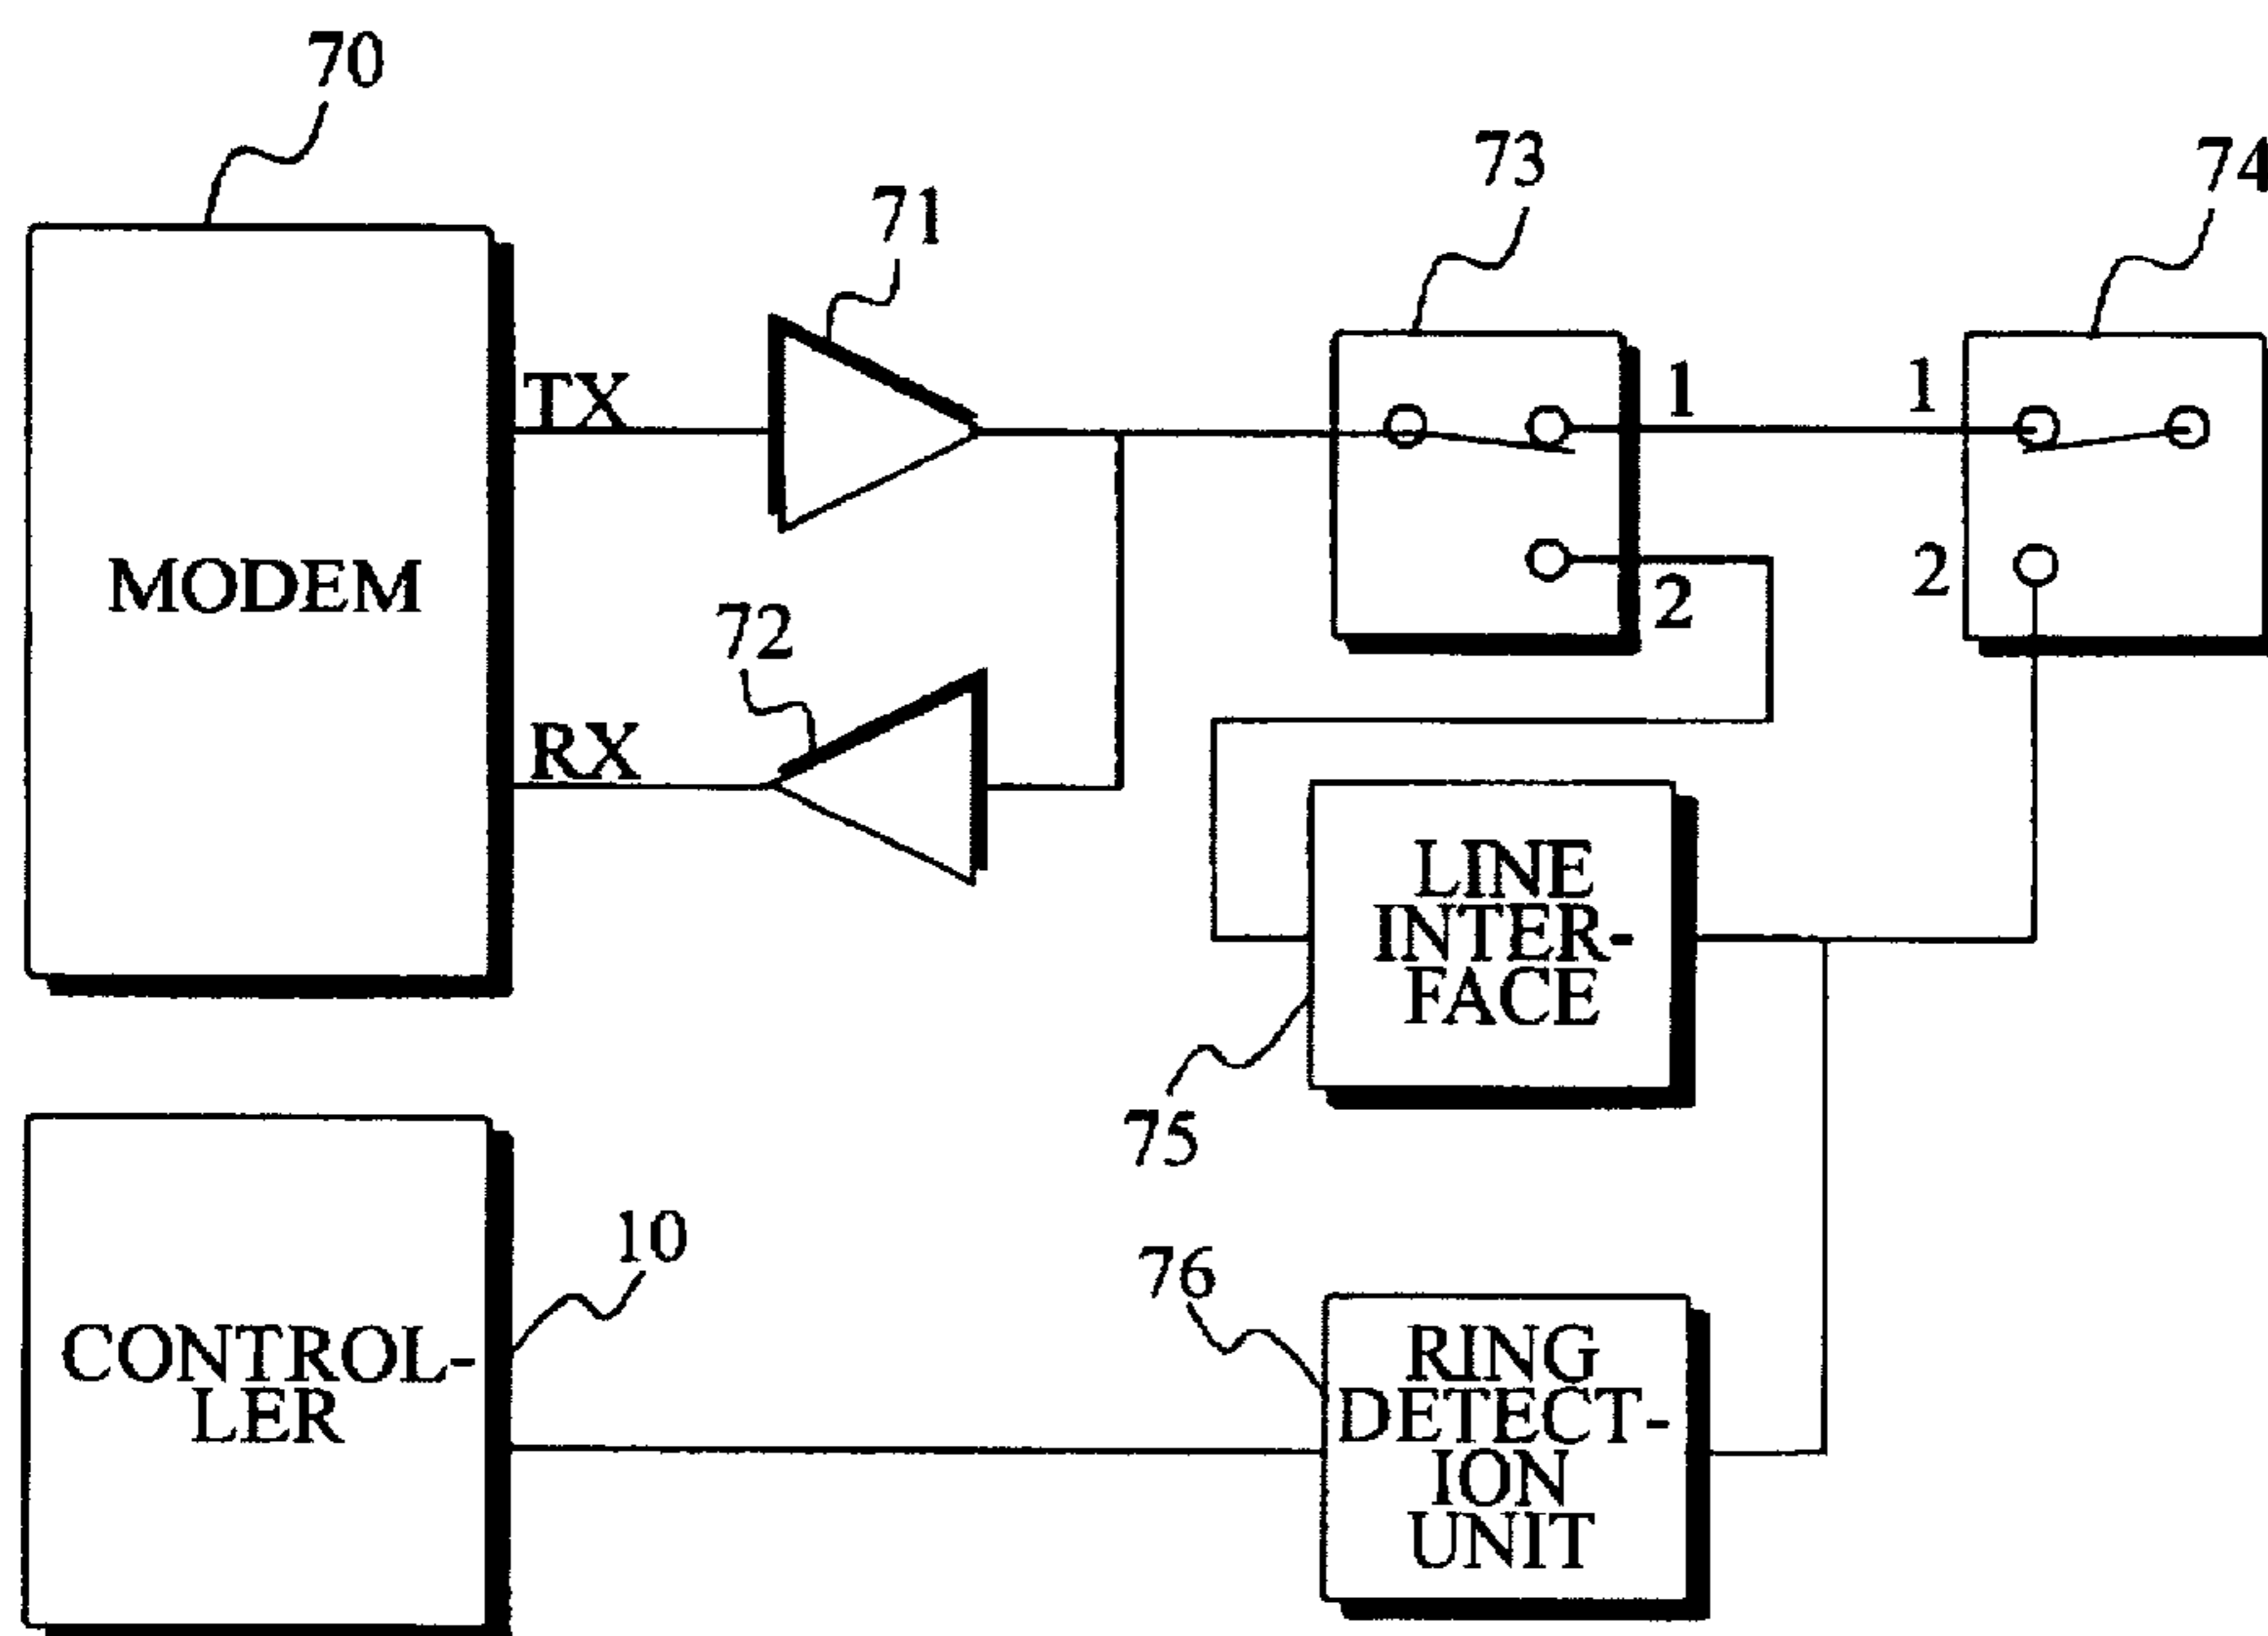 70
71
73
74
TX
1
1
MODEM
2
2
72
RX
LINE
INTER-
FACE
75
10
76
CONTROL-
LER
RING
DETECT-
ION
UNIT